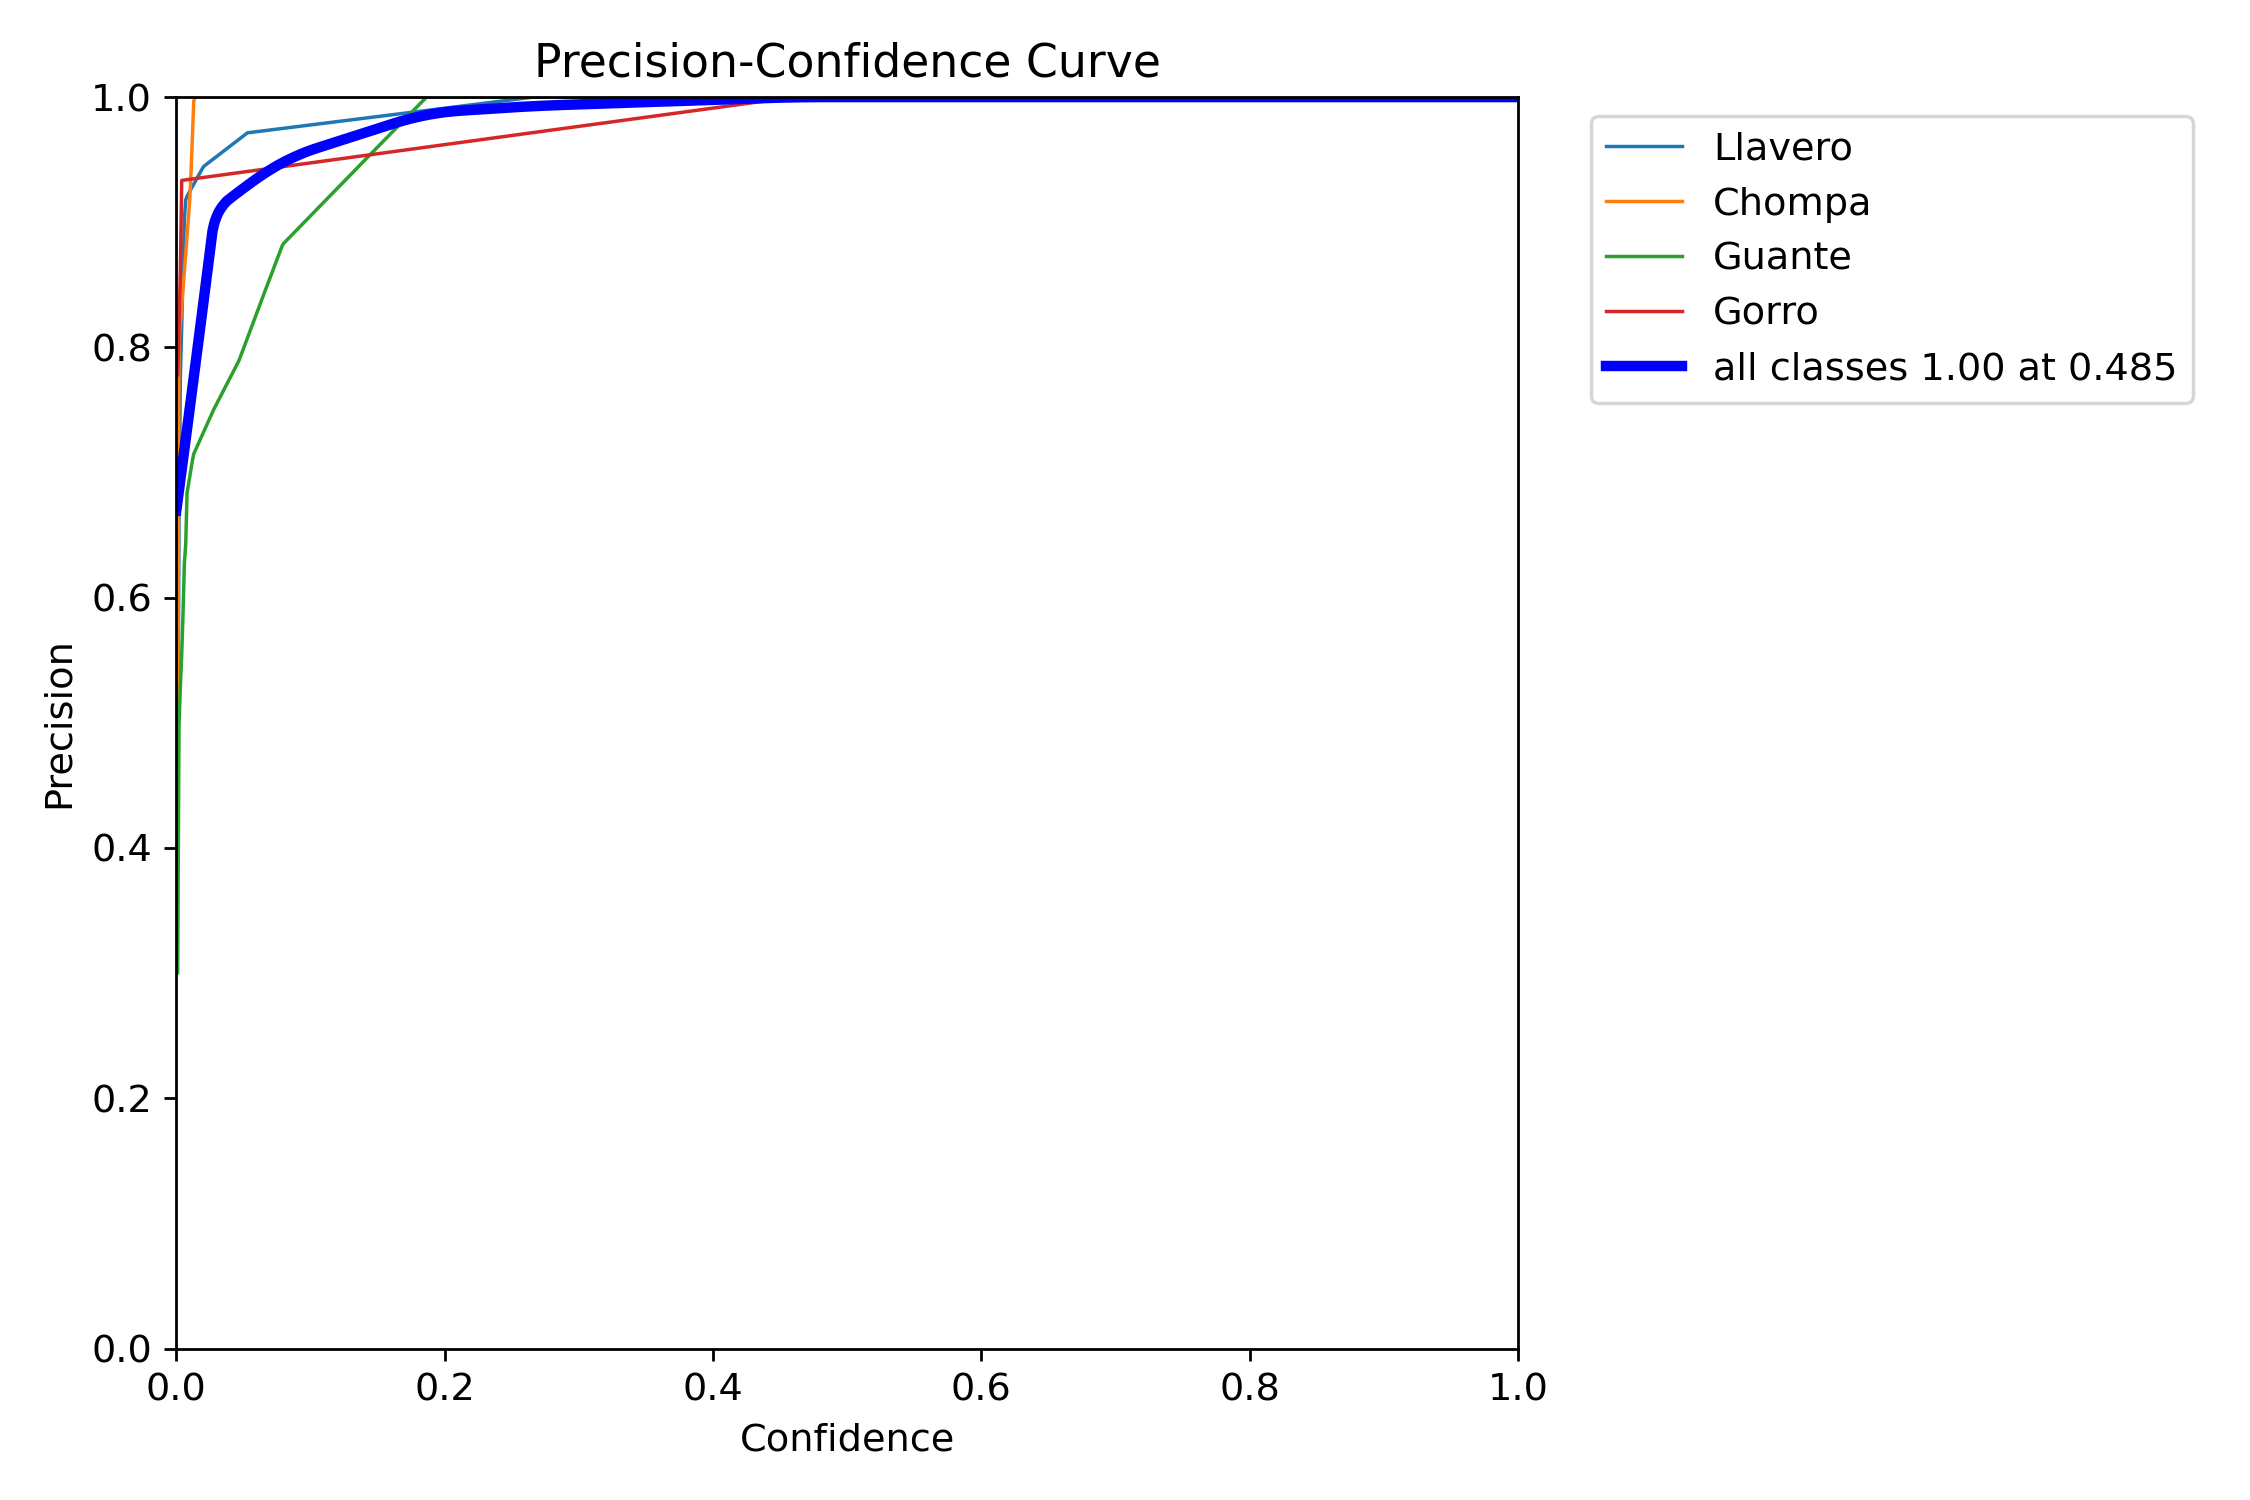 Precision-Confidence Curve
1.0
0.8
0.6
0.4
0.2
0.0
Precision
0.0 0.2 0.4 0.6 0.8 1.0
Confidence
Llavero
Chompa
Guante
Gorro
all classes 1.00 at 0.485